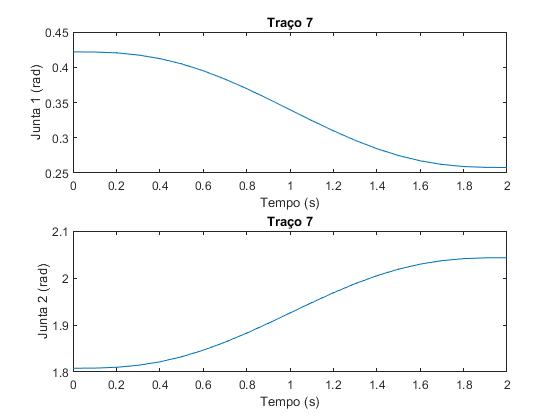 Traço 7
0.45
0.4
0.35
0.3
0.25
Junta 1 (rad)
0 0.2 0.4 0.6 0.8 1 1.2 1.4 1.6 1.8 2
Tempo (s)
Traço 7
2.1
2
1.9
1.8
Junta 2 (rad)
0 0.2 0.4 0.6 0.8 1 1.2 1.4 1.6 1.8 2
Tempo (s)